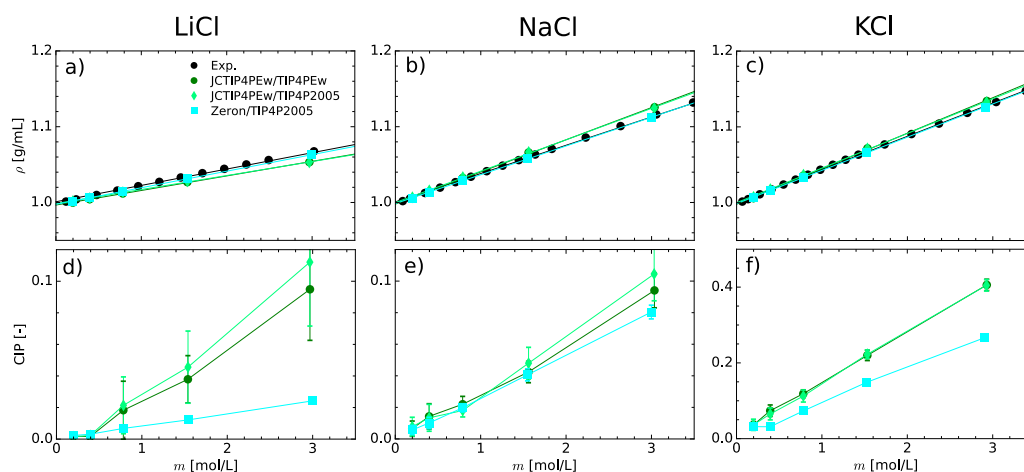 LiCl
NaCl
KCl
1.2
1.1
1.0
ρ [g/mL]
a)
Exp.
JCTIP4PEw/TIP4PEw
JCTIP4PEw/TIP4P2005
Zeron/TIP4P2005
1.2
1.1
1.0
b)
1.2
1.1
1.0
c)
0.1
0.0
CIP [-]
d)
0 1 2 3
m [mol/L]
0.1
0.0
e)
0 1 2 3
m [mol/L]
0.4
0.2
0.0
f)
0 1 2 3
m [mol/L]